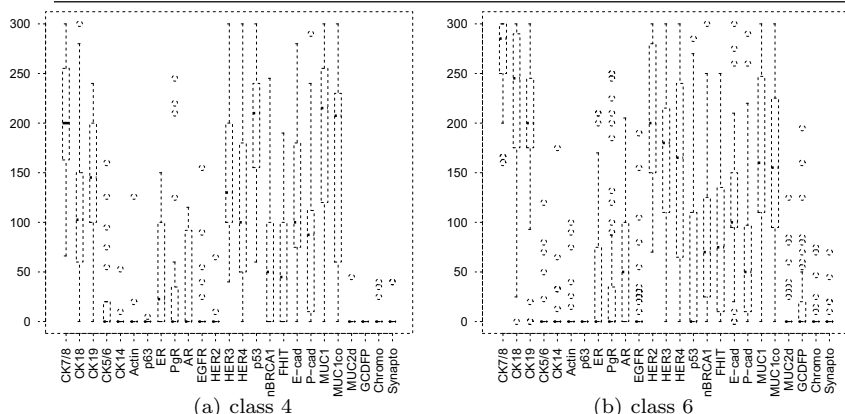 300
250
200
150
100
50
0
CK7/8
CK18
CK19
CK5/6
CK14
Actin
p63
ER
PgR
AR
EGFR
HER2
HER3
HER4
p53
nBRCA1
FHIT
E-cad
P-cad
MUC1
MUC1co
MUC2d
GCDFP
Chromo
Synapto
(a) class 4
300
250
200
150
100
50
0
CK7/8
CK18
CK19
CK5/6
CK14
Actin
p63
ER
PgR
AR
EGFR
HER2
HER3
HER4
p53
nBRCA1
FHIT
E-cad
P-cad
MUC1
MUC1co
MUC2d
GCDFP
Chromo
Synapto
(b) class 6